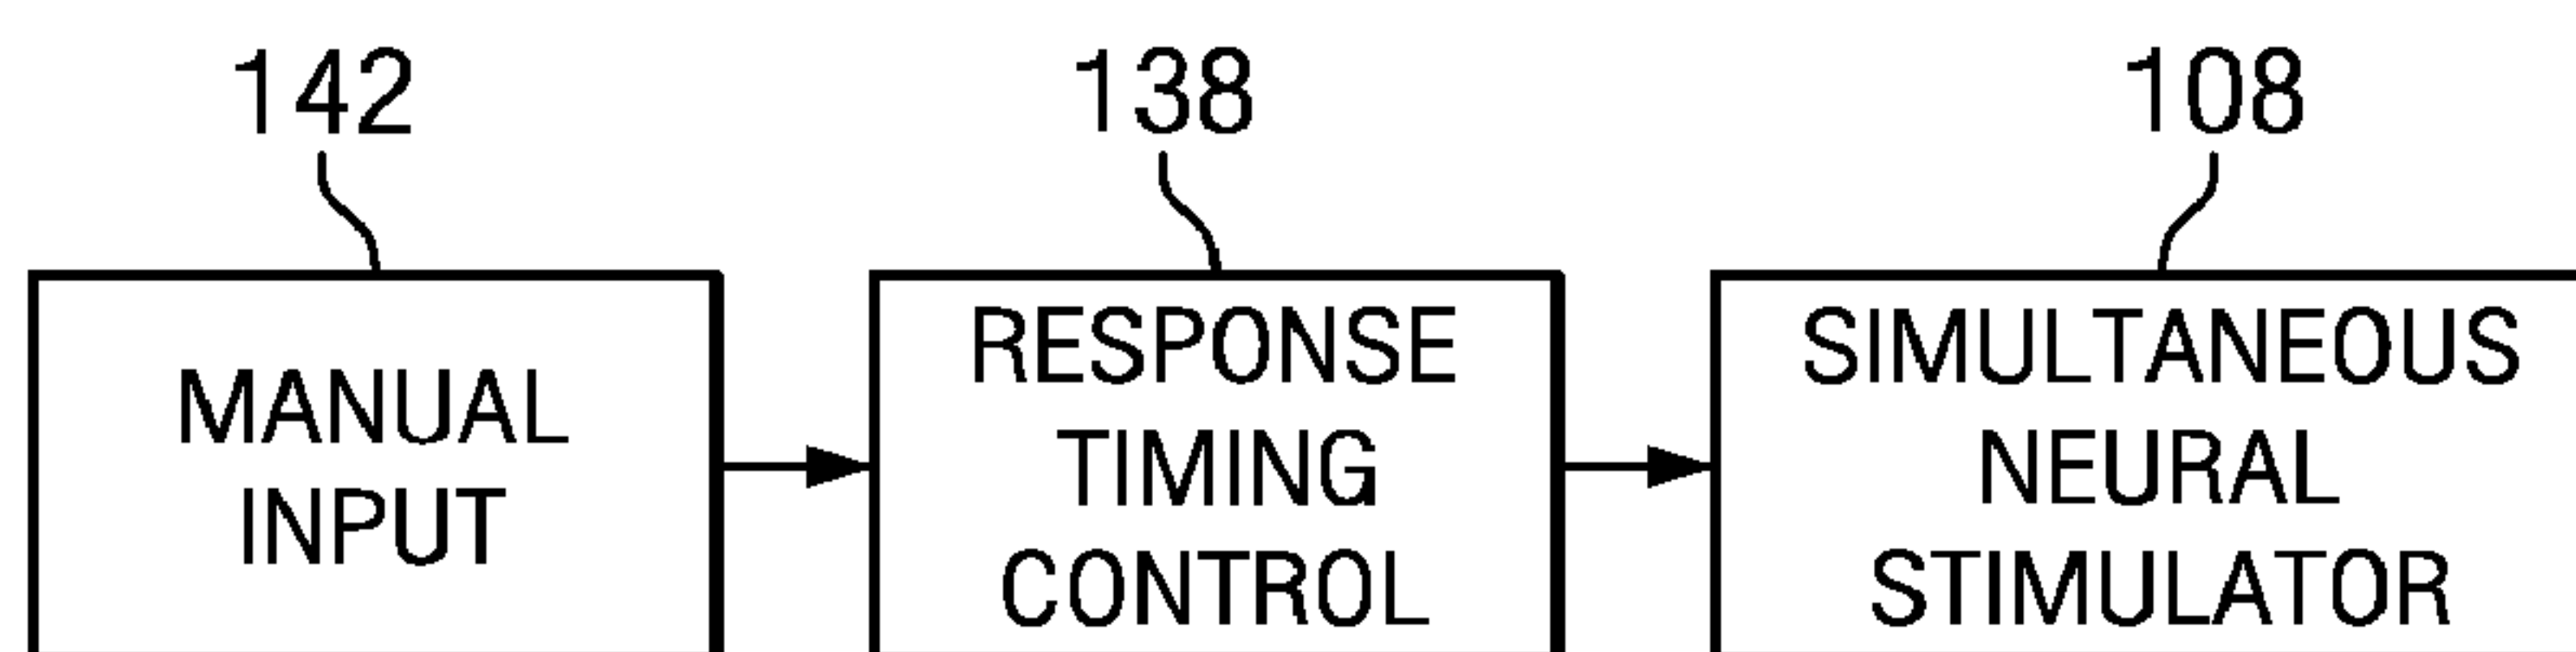 142
138
108
MANUAL
INPUT
RESPONSE
TIMING
CONTROL
SIMULTANEOUS
NEURAL
STIMULATOR